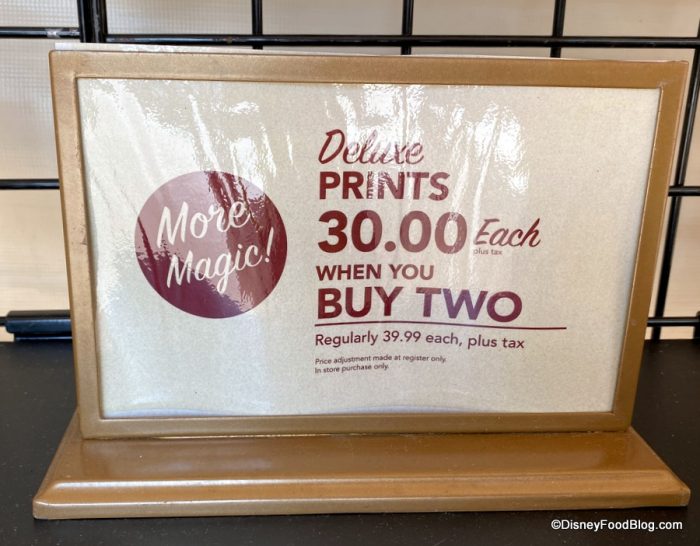 More
Magic!
Deluxe
PRINTS
30.00 Each
plus tax
WHEN YOU
BUY TWO
Regularly 39.99 each, plus tax
Price adjustment made at register only.
In store purchase only.
©DisneyFoodBlog.com